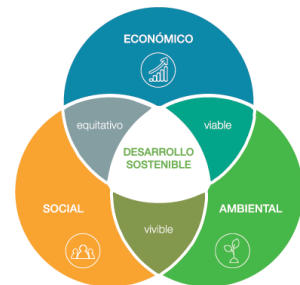 ECONÓMICO
equitativo
viable
DESARROLLO
SOSTENIBLE
SOCIAL
AMBIENTAL
vivible